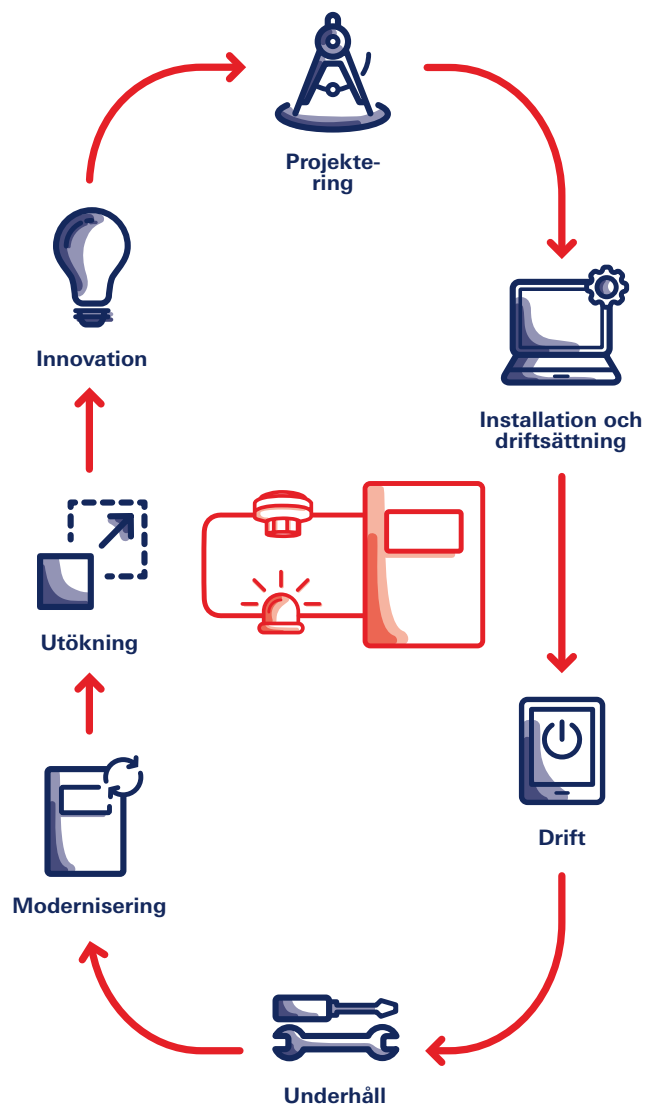 Projekte-
ring
Installation och
driftsättning
Drift
Underhåll
Modernisering
Utökning
Innovation